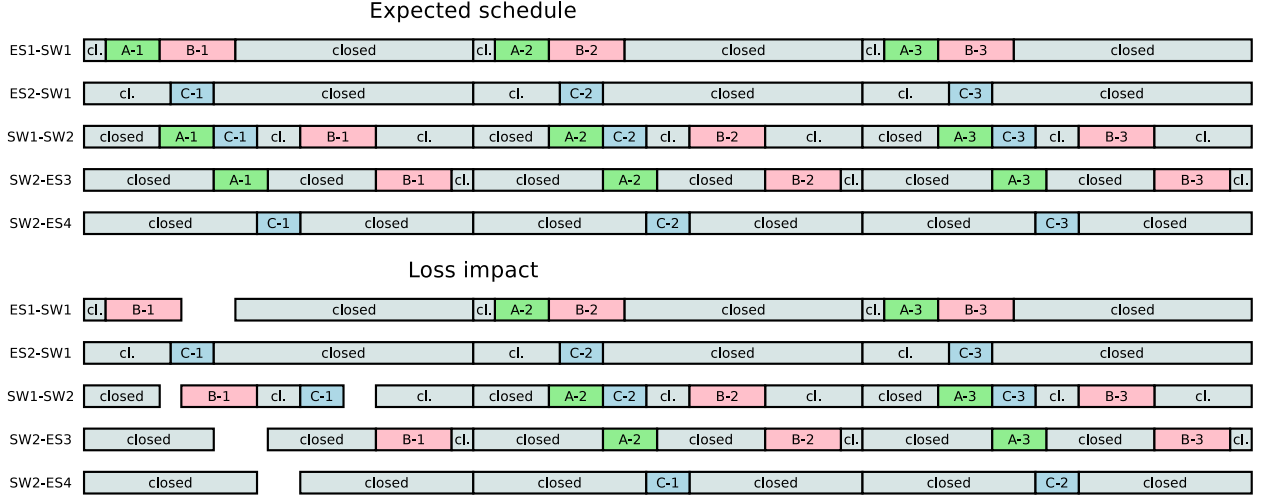 Expected schedule
ES1-SW1 cl. A-1 B-1 closed cl. A-2 B-2 closed cl. A-3 B-3 closed
ES2-SW1 cl. C-1 closed cl. C-2 closed cl. C-3 closed
SW1-SW2 closed A-1 C-1 cl. B-1 cl. closed A-2 C-2 cl. B-2 cl. closed A-3 C-3 cl. B-3 cl.
SW2-ES3 closed A-1 closed B-1 cl. closed A-2 closed B-2 cl. closed A-3 closed B-3 cl.
SW2-ES4 closed C-1 closed closed C-2 closed closed C-3 closed
Loss impact
ES1-SW1 cl. B-1 closed cl. A-2 B-2 closed cl. A-3 B-3 closed
ES2-SW1 cl. C-1 closed cl. C-2 closed cl. C-3 closed
SW1-SW2 closed B-1 cl. C-1 cl. closed A-2 C-2 cl. B-2 cl. closed A-3 C-3 cl. B-3 cl.
SW2-ES3 closed closed B-1 cl. closed A-2 closed B-2 cl. closed A-3 closed B-3 cl.
SW2-ES4 closed closed closed C-1 closed closed C-2 closed